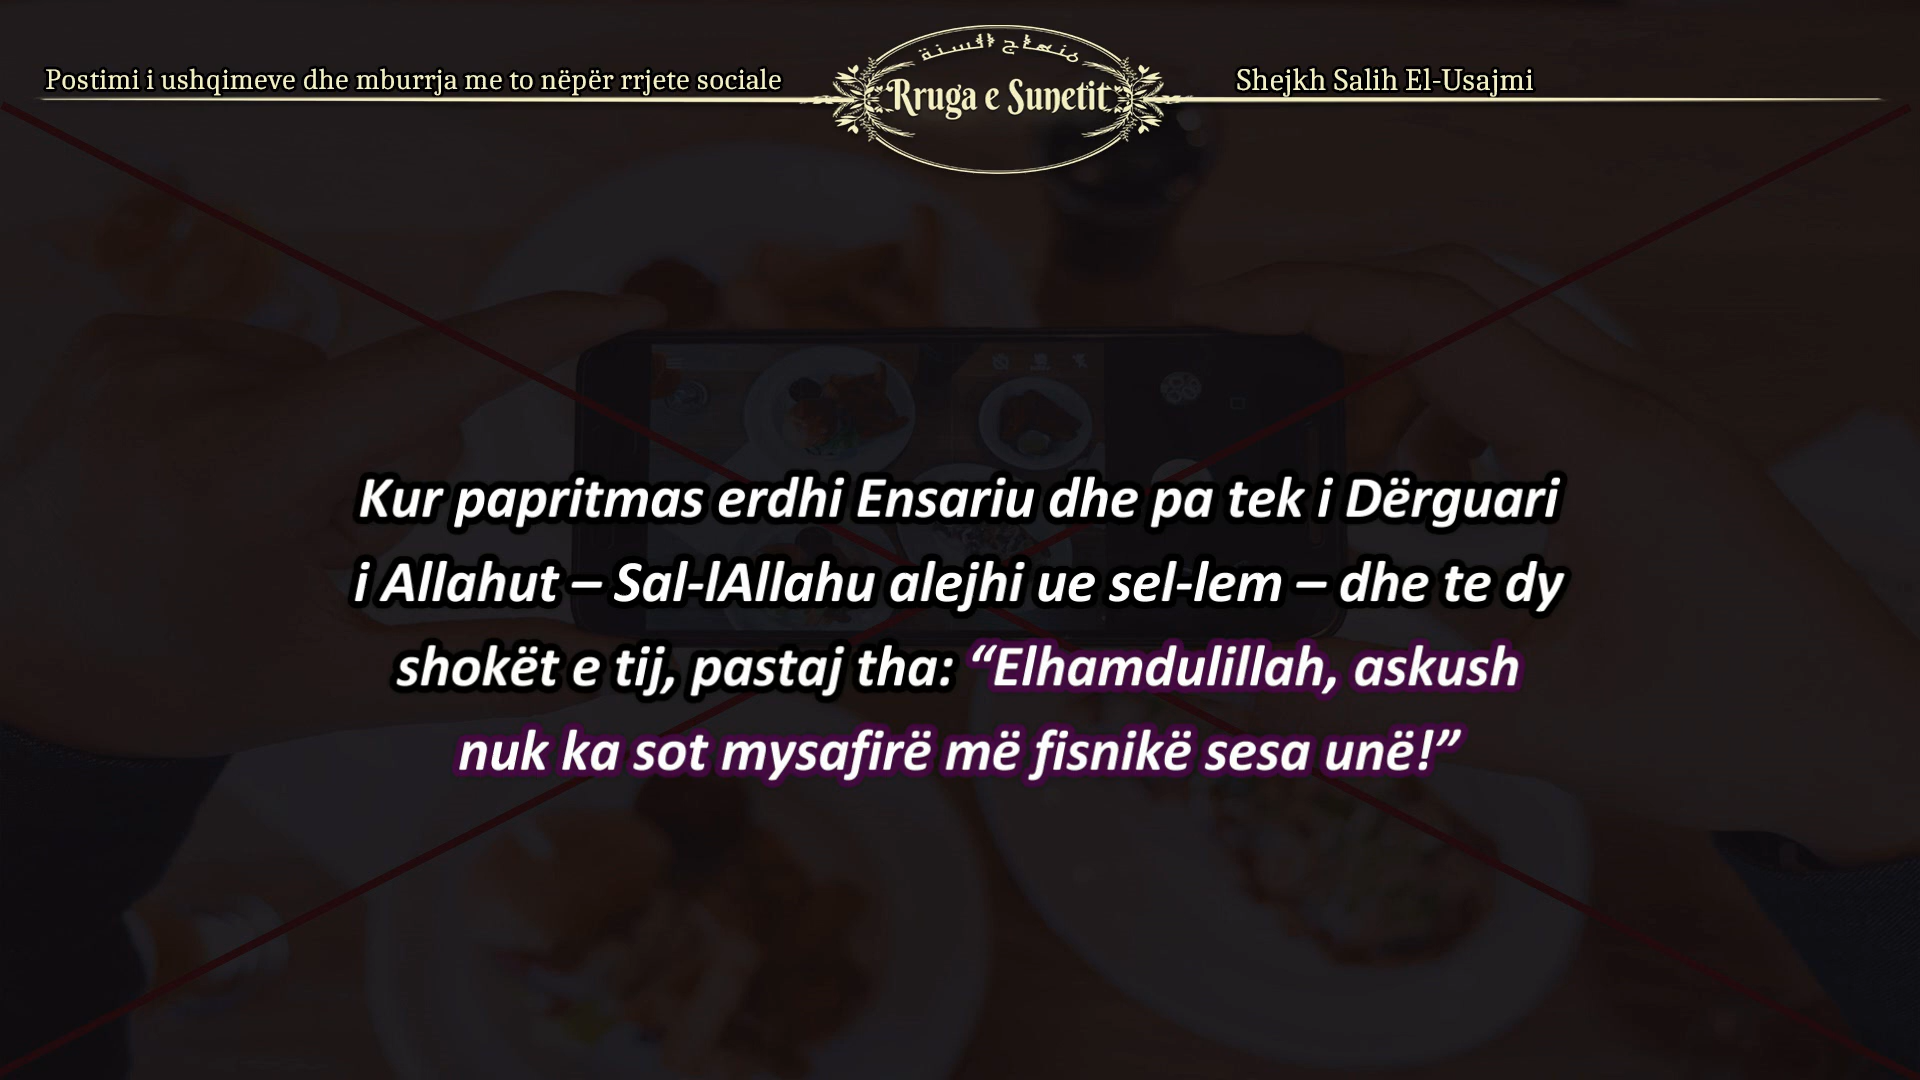 Postimi i ushqimeve dhe mburrja me to nëpër rrjete sociale
منهاج السنة
Rruga e Sunetit
Shejkh Salih El-Usajmi
Kur papritmas erdhi Ensariu dhe pa tek i Dërguari
i Allahut – Sal-lAllahu alejhi ue sel-lem – dhe te dy
shokët e tij, pastaj tha: “Elhamdulillah, askush
nuk ka sot mysafirë më fisnikë sesa unë!”